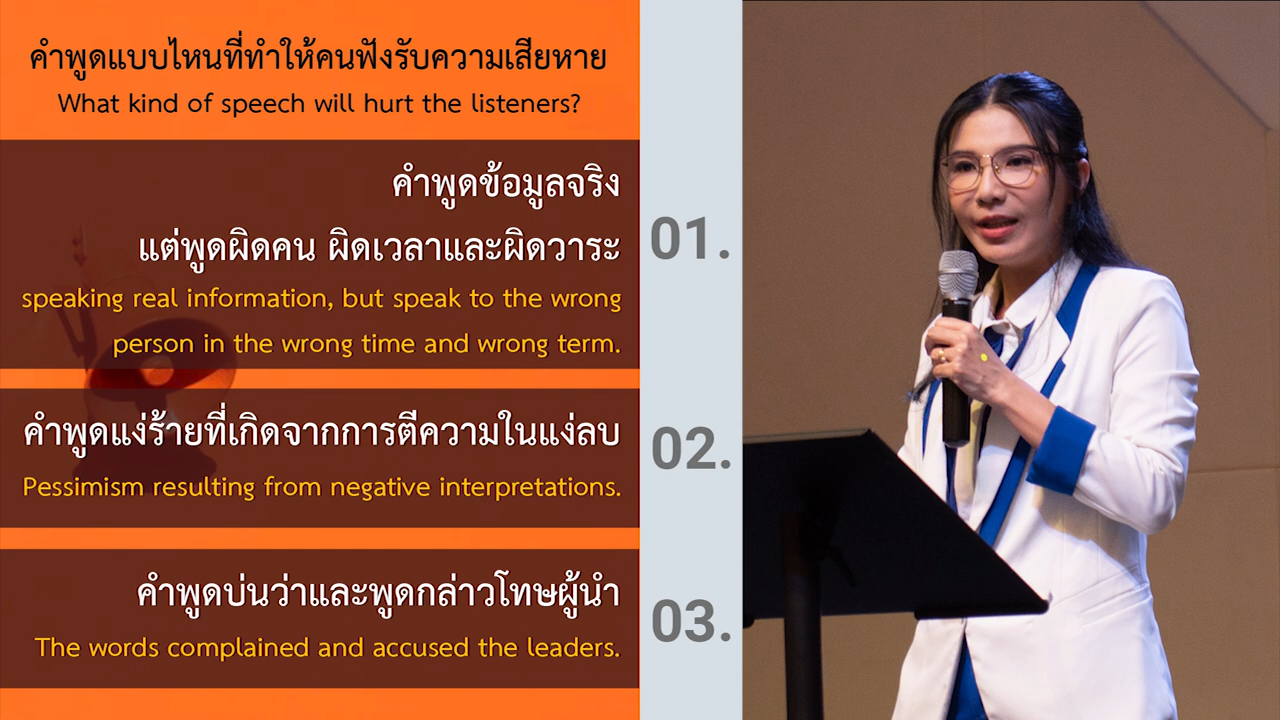 คำพูดแบบไหนที่ทำให้คนฟังรับความเสียหาย
What kind of speech will hurt the listeners?
01.
คำพูดข้อมูลจริง
แต่พูดผิดคน ผิดเวลาและผิดวาระ
speaking real information, but speak to the wrong
person in the wrong time and wrong term.
02.
คำพูดแง่ร้ายที่เกิดจากการตีความในแง่ลบ
Pessimism resulting from negative interpretations.
03.
คำพูดบ่นว่าและพูดกล่าวโทษผู้นำ
The words complained and accused the leaders.